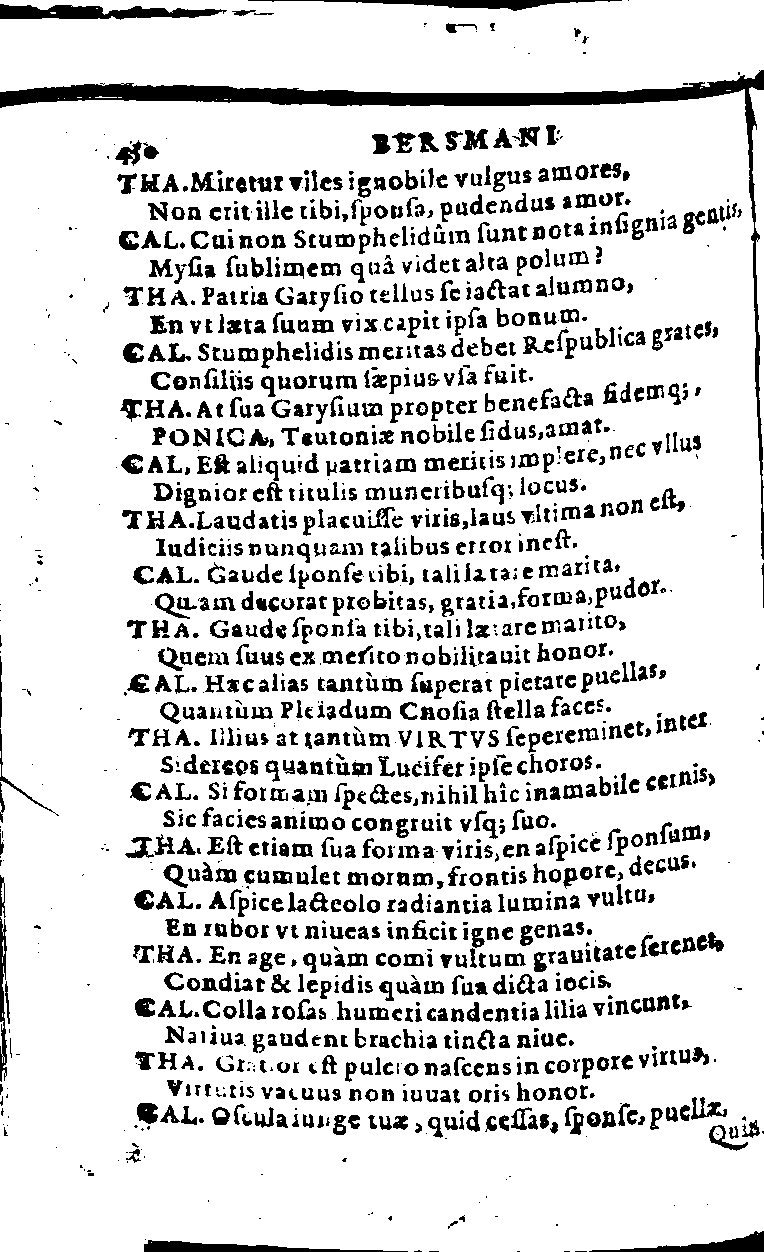 450 BERSMANI
THA. Miretur viles ignobile vulgus amores,
Non erit ille tibi, ſponſa, pudendus amor.
CAL. Cui non Stumphelidûm ſunt nota inſignia gentis,
Myſia ſublimem quâ videt alta polum?
THA. Patria Garyſio tellus ſe iactat alumno,
En vt læta ſuum vix capit ipſa bonum.
CAL. Stumphelidis meritas debet Reſpublica grates,
Conſiliis quorum ſæpius vſa fuit.
THA. At ſua Garyſium propter benefacta fidemq;,
PONICA, Teutoniæ nobile ſidus, amat.
CAL, Eſt aliquid patriam meritis implere, nec vllus
Dignior eſt titulis muneribuſq; locus.
THA. Laudatis placuiſſe viris, laus vltima non eſt,
Iudiciis nunquam talibus error ineſt.
CAL. Gaude ſponſe tibi, tali lætare marita,
Quam decorat probitas, gratia, forma, pudor.
THA. Gaude ſponſa tibi, tali lætare marito,
Quem ſuus ex merito nobilitauit honor.
CAL. Hæc alias tantùm ſuperat pietate puellas,
Quantùm Pleiadum Cnoſia ſtella faces.
THA. Illius at tantùm VIRTVS ſepereminet, inter
Sidereos quantùm Lucifer ipſe choros.
CAL. Si formam ſpectes, nihil hîc inamabile cernis,
Sic facies animo congruit vſq; ſuo.
THA. Eſt etiam ſua forma viris, en aſpice ſponſum,
Quàm cumulet morum, frontis honore, decus.
CAL. Aſpice lacteolo radiantia lumina vultu,
En rubor vt niueas inficit igne genas.
THA. En age, quàm comi vultum grauitate ſerenet,
Condiat & lepidis quàm ſua dicta iocis.
CAL. Colla roſas humeri candentia lilia vincunt,
Natiua gaudent brachia tincta niue.
THA. Gratior eſt pulcro naſcens in corpore virtus,
Virtutis vacuus non iuuat oris honor.
CAL. Oſcula iunge tuæ, quid ceſſas, ſponſe, puellæ,
Quis